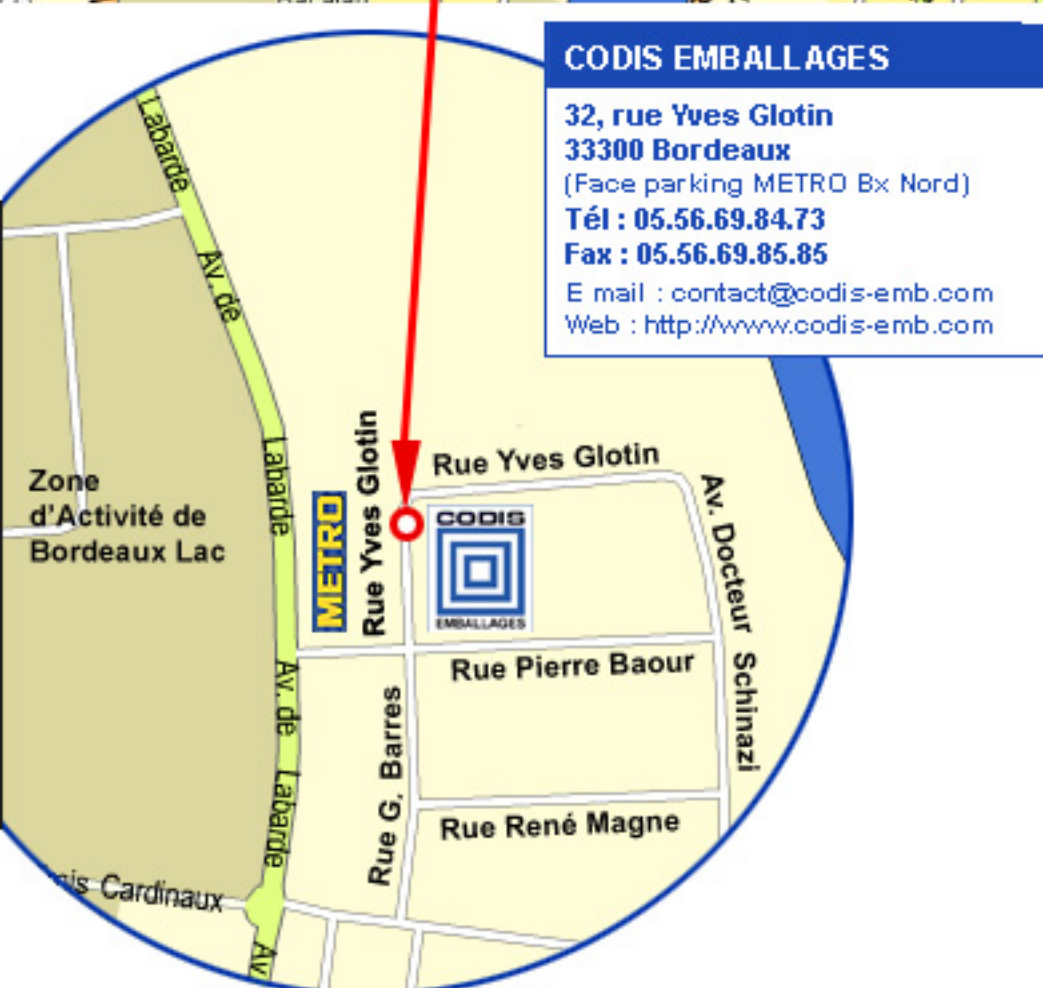 CODIS EMBALLAGES
32, rue Yves Glotin
33300 Bordeaux
(Face parking METRO Bx Nord)
Tél : 05.56.69.84.73
Fax : 05.56.69.85.85
E mail : contact@codis-emb.com
Web : http://www.codis-emb.com
Labarde
Av. de
Labarde
Zone
d'Activité de
Bordeaux Lac
METRO
Rue Yves Glotin
Rue Yves Glotin
CODIS
EMBALLAGES
Av. Docteur Schinazi
Rue Pierre Baour
Av. de Labarde
Rue G. Barres
Rue René Magne
Cardinaux
Av